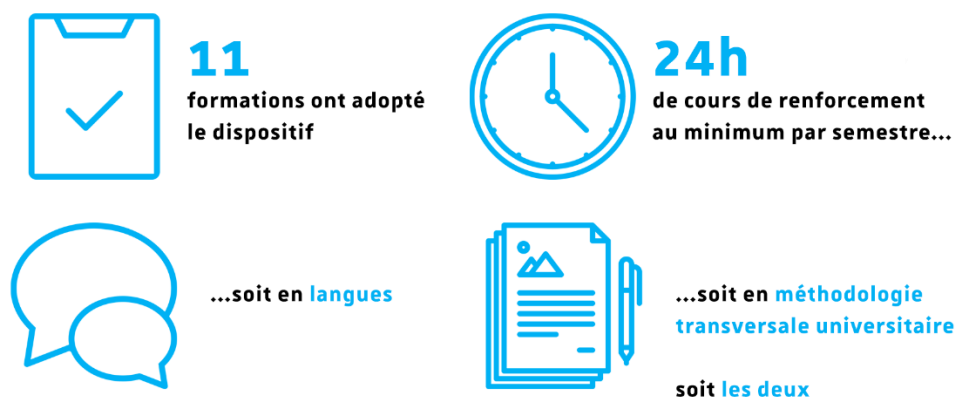 11
formations ont adopté
le dispositif
24h
de cours de renforcement
au minimum par semestre...
...soit en langues
...soit en méthodologie
transversale universitaire
soit les deux